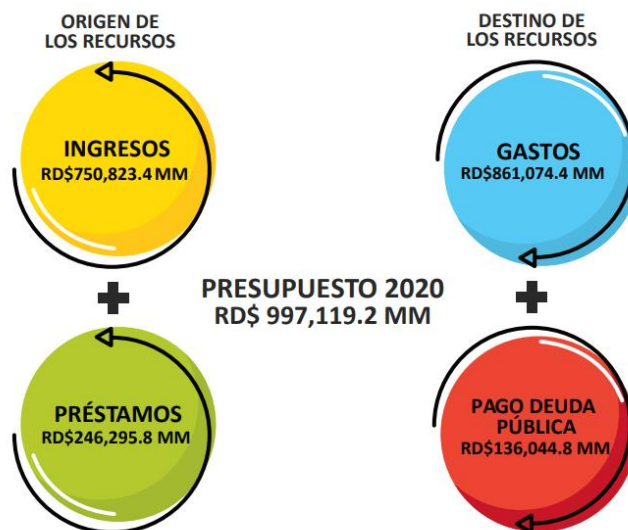 ORIGEN DE
LOS RECURSOS
INGRESOS
RD$750,823.4 MM
PRÉSTAMOS
RD$246,295.8 MM
PRESUPUESTO 2020
RD$ 997,119.2 MM
DESTINO DE
LOS RECURSOS
GASTOS
RD$861,074.4 MM
PAGO DEUDA
PÚBLICA
RD$136,044.8 MM